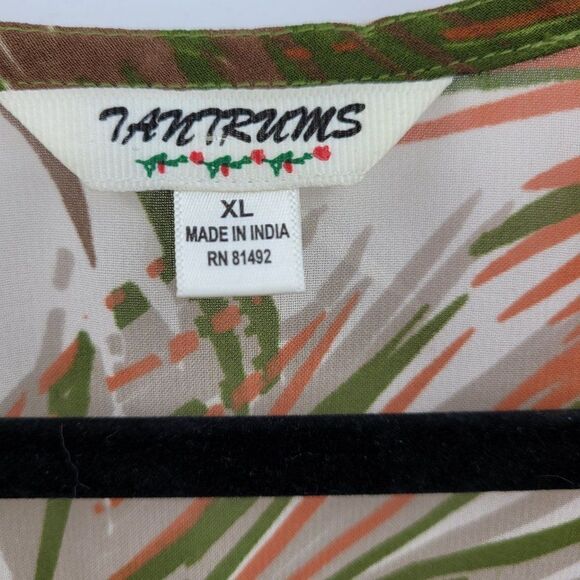 TANTRUMS
XL
MADE IN INDIA
RN 81492